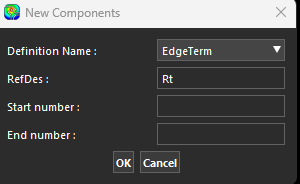 New Components
Definition Name : EdgeTerm
RefDes : Rt
Start number :
End number :
OK Cancel